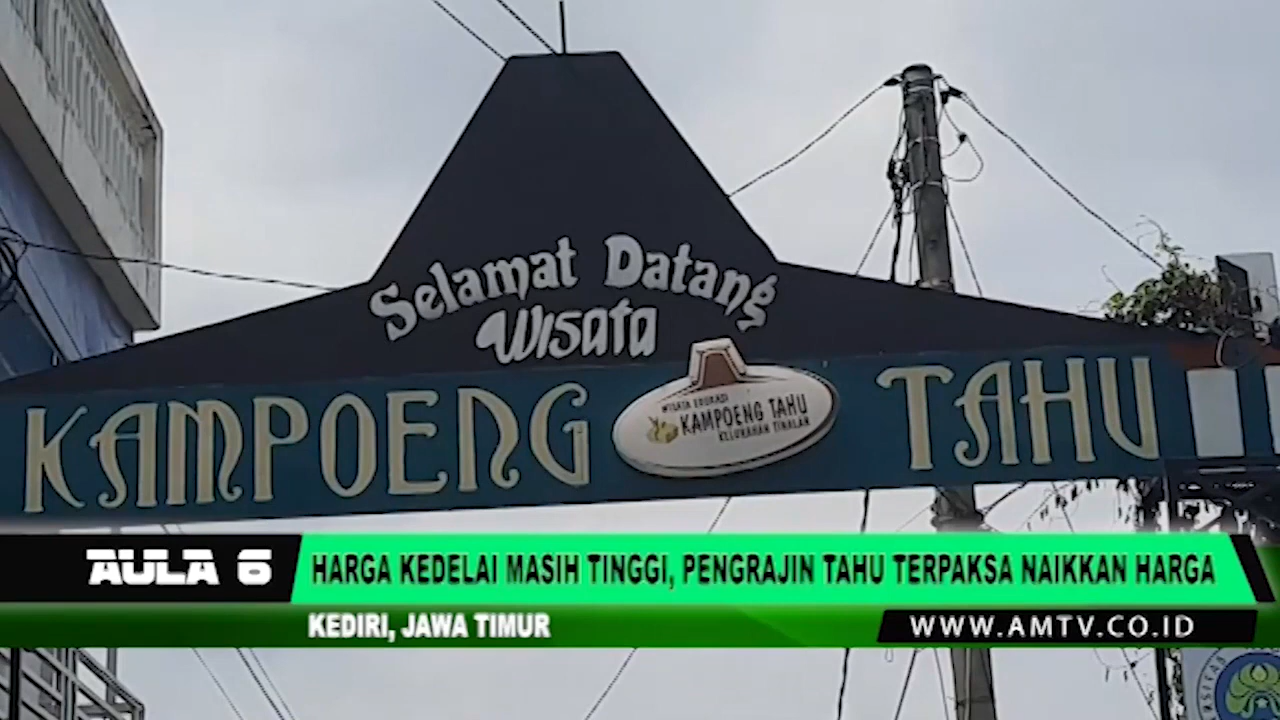 Selamat Datang
Wisata
KAMPOENG TAHU
WISATA EDUKASI
KAMPOENG TAHU
KELURAHAN TINALAN
AULA 6
HARGA KEDELAI MASIH TINGGI, PENGRAJIN TAHU TERPAKSA NAIKKAN HARGA
KEDIRI, JAWA TIMUR
WWW.AMTV.CO.ID